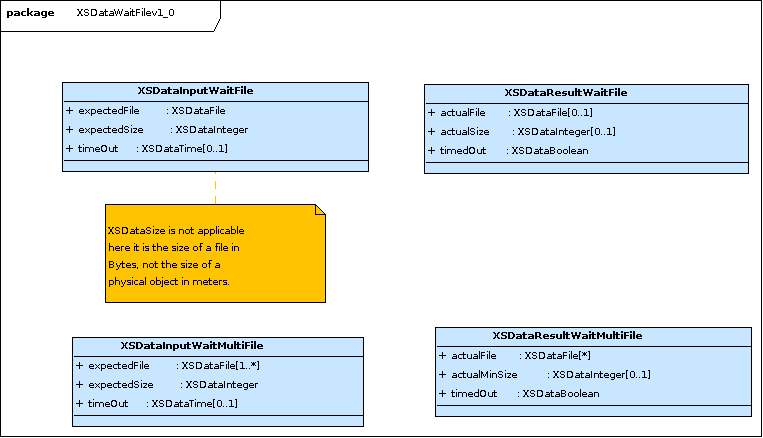 package XSDataWaitFilev1_0
XSDataInputWaitFile
+ expectedFile : XSDataFile
+ expectedSize : XSDataInteger
+ timeOut : XSDataTime[0..1]
XSDataResultWaitFile
+ actualFile : XSDataFile[0..1]
+ actualSize : XSDataInteger[0..1]
+ timedOut : XSDataBoolean
XSDataSize is not applicable
here it is the size of a file in
Bytes, not the size of a
physical object in meters.
XSDataInputWaitMultiFile
+ expectedFile : XSDataFile[1..*]
+ expectedSize : XSDataInteger
+ timeOut : XSDataTime[0..1]
XSDataResultWaitMultiFile
+ actualFile : XSDataFile[*]
+ actualMinSize : XSDataInteger[0..1]
+ timedOut : XSDataBoolean